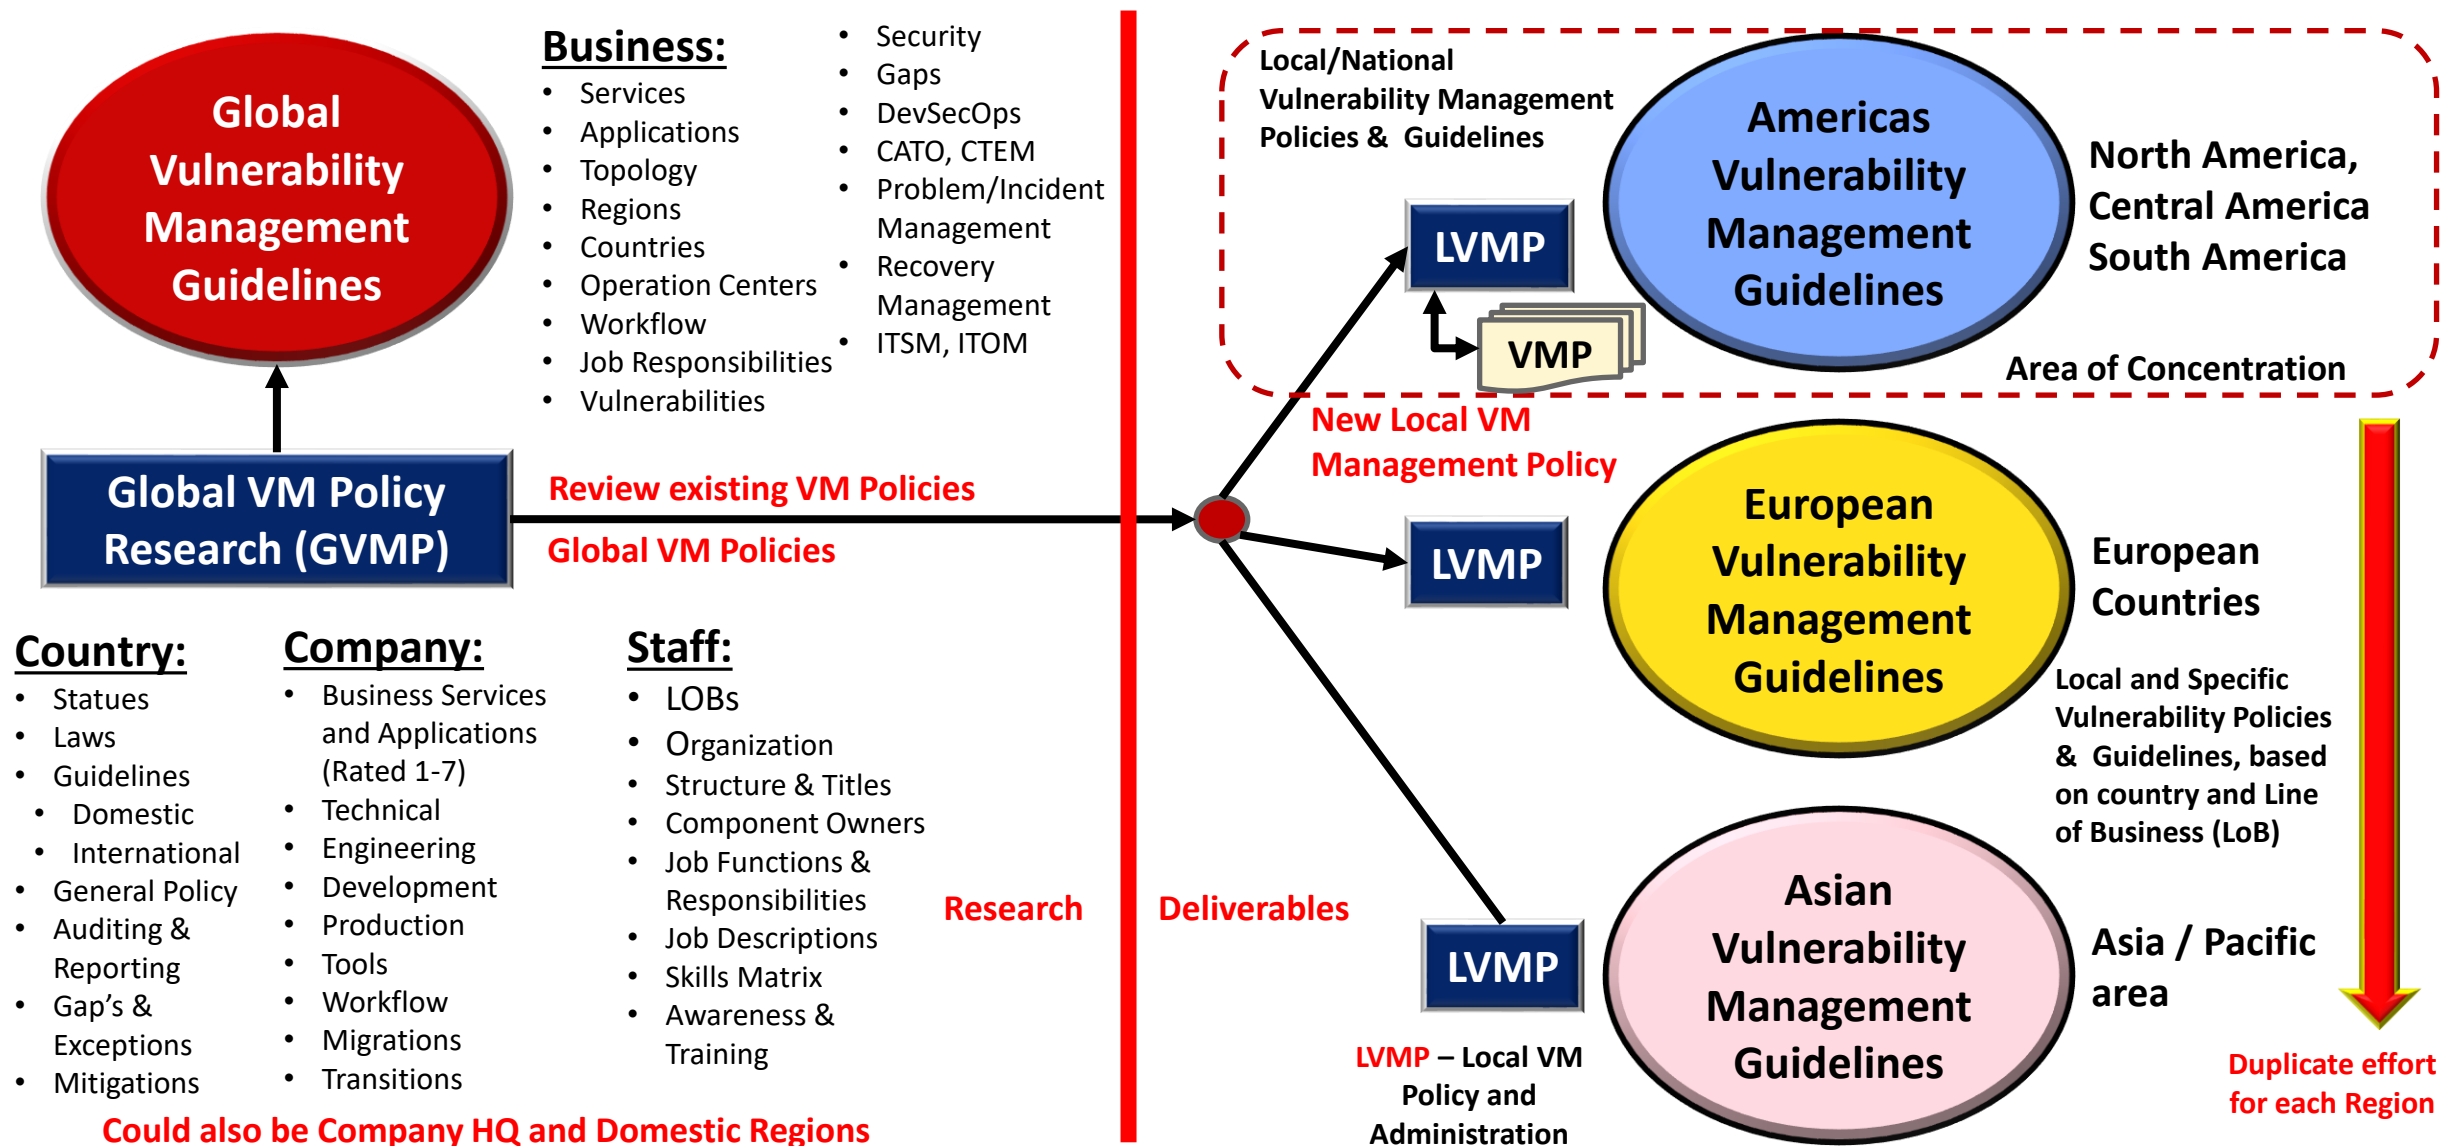 Global
Vulnerability
Management
Guidelines
Business:
• Services
• Applications
• Topology
• Regions
• Countries
• Operation Centers
• Workflow
• Job Responsibilities
• Vulnerabilities
• Security
• Gaps
• DevSecOps
• CATO, CTEM
• Problem/Incident
Management
• Recovery
Management
• ITSM, ITOM
Global VM Policy
Research (GVMP)
Review existing VM Policies
Global VM Policies
Country:
• Statues
• Laws
• Guidelines
• Domestic
• International
• General Policy
• Auditing &
Reporting
• Gap's &
Exceptions
• Mitigations
Company:
• Business Services
and Applications
(Rated 1-7)
• Technical
• Engineering
• Development
• Production
• Tools
• Workflow
• Migrations
• Transitions
Staff:
• LOBs
• Organization
• Structure & Titles
• Component Owners
• Job Functions &
Responsibilities
• Job Descriptions
• Skills Matrix
• Awareness &
Training
Could also be Company HQ and Domestic Regions
Research
Deliverables
Local/National
Vulnerability Management
Policies & Guidelines
LVMP
VMP
Americas
Vulnerability
Management
Guidelines
North America,
Central America
South America
Area of Concentration
New Local VM
Management Policy
LVMP
European
Vulnerability
Management
Guidelines
European
Countries
Local and Specific
Vulnerability Policies
& Guidelines, based
on country and Line
of Business (LoB)
LVMP
Asian
Vulnerability
Management
Guidelines
Asia / Pacific
area
LVMP – Local VM
Policy and
Administration
Duplicate effort
for each Region